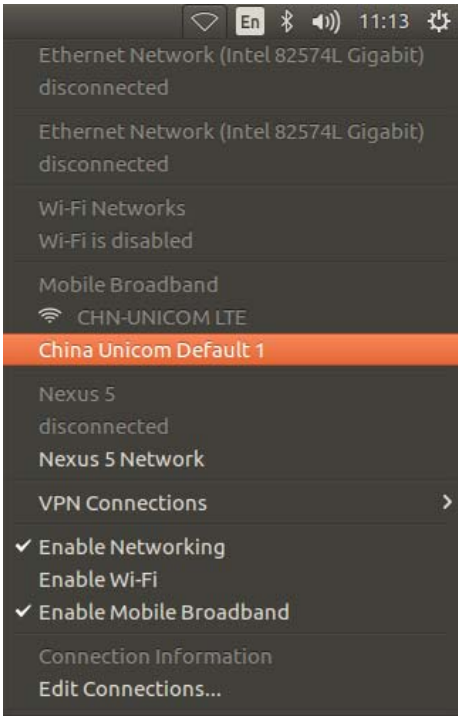 En 11:13
Ethernet Network (Intel 82574L Gigabit)
disconnected
Ethernet Network (Intel 82574L Gigabit)
disconnected
Wi-Fi Networks
Wi-Fi is disabled
Mobile Broadband
CHN-UNICOM LTE
China Unicom Default 1
Nexus 5
disconnected
Nexus 5 Network
VPN Connections
Enable Networking
Enable Wi-Fi
Enable Mobile Broadband
Connection Information
Edit Connections...